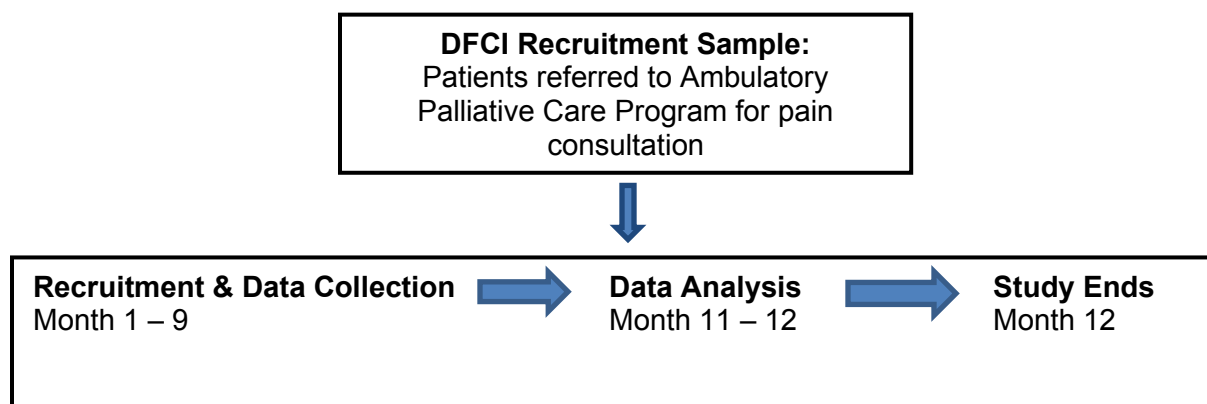 DFCI Recruitment Sample:
Patients referred to Ambulatory
Palliative Care Program for pain
consultation
Recruitment & Data Collection
Month 1 – 9
Data Analysis
Month 11 – 12
Study Ends
Month 12